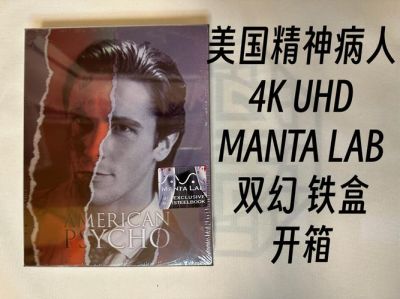 美国精神病人
4K UHD
MANTA LAB
双幻 铁盒
开箱
MANTA LAB
EXCLUSIVE
STEELBOOK
AMERICAN
PSYCHO